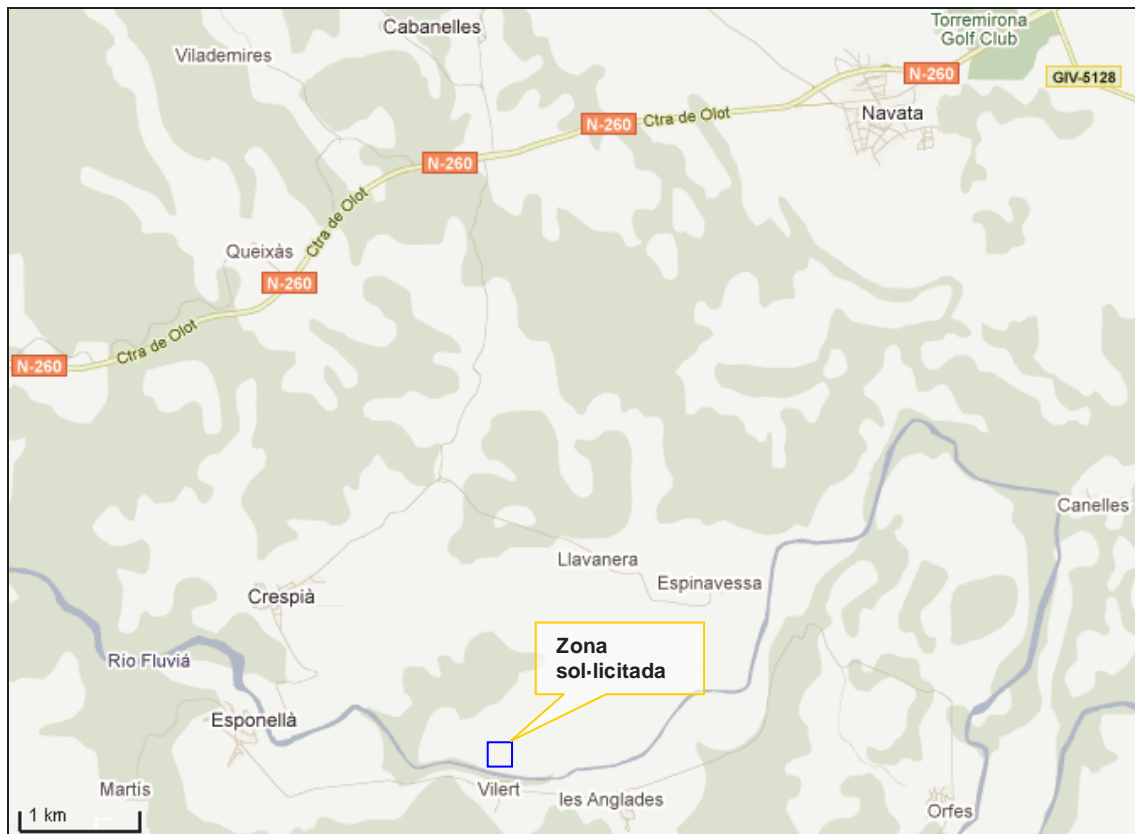 Torremirona
Golf Club
Cabanelles
Vilademires
N-260
GIV-5128
Navata
N-260
Ctra de Olot
N-260
Ctra de Olot
Queixàs
N-260
Ctra de Olot
N-260
Canelles
Llavanera
Espinavessa
Crespià
Zona
sol·licitada
Río Fluviá
Esponellà
Martís
Vilert
les Anglades
Orfes
1 km